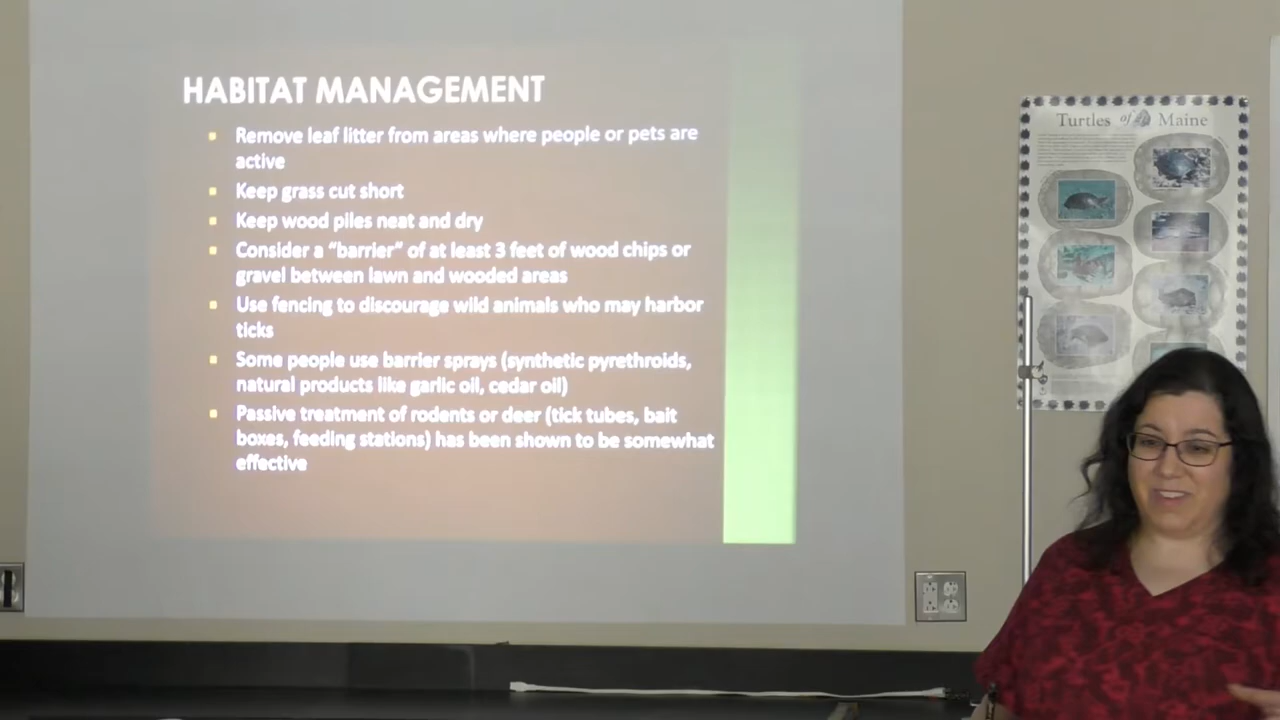 HABITAT MANAGEMENT
Remove leaf litter from areas where people or pets are
active
Keep grass cut short
Keep wood piles neat and dry
Consider a “barrier” of at least 3 feet of wood chips or
gravel between lawn and wooded areas
Use fencing to discourage wild animals who may harbor
ticks
Some people use barrier sprays (synthetic pyrethroids,
natural products like garlic oil, cedar oil)
Passive treatment of rodents or deer (tick tubes, bait
boxes, feeding stations) has been shown to be somewhat
effective
Turtles of Maine